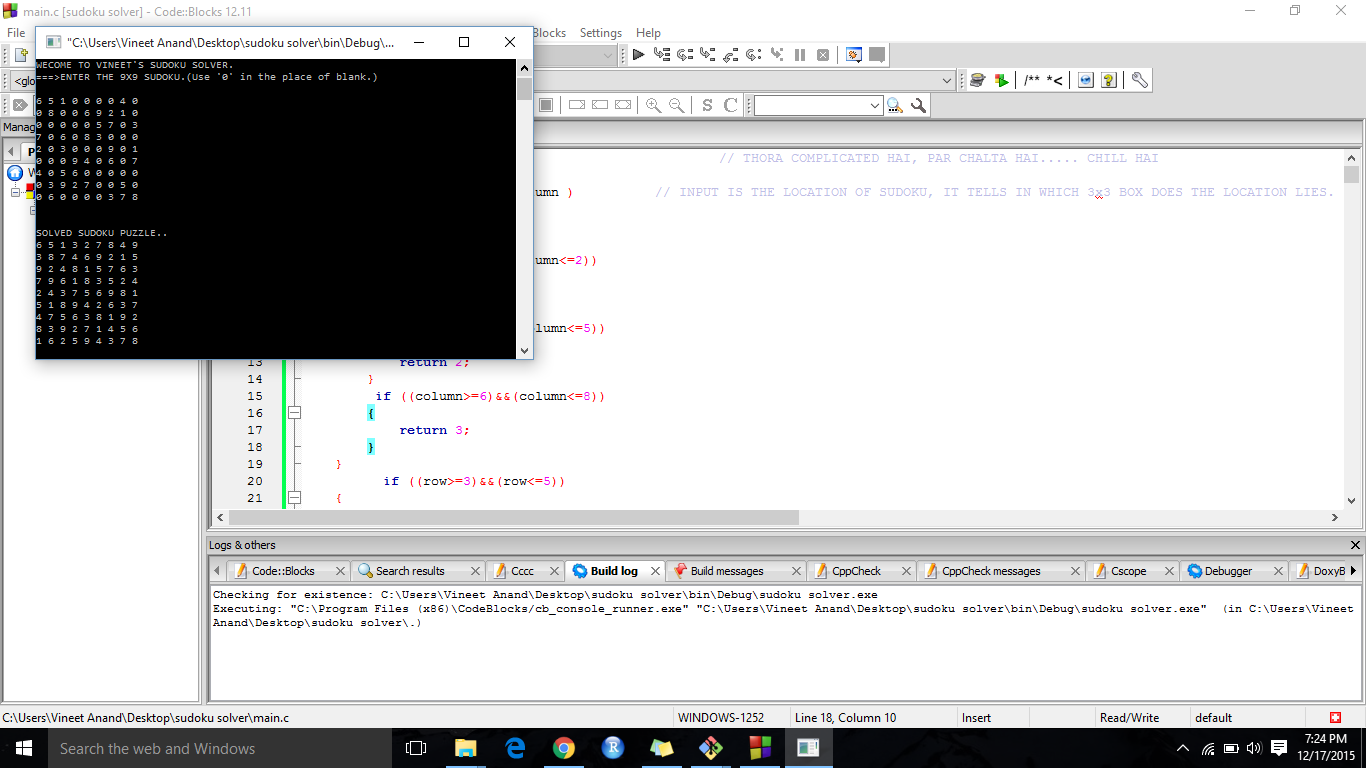 main.c [sudoku solver] - Code::Blocks 12.11
File
Blocks Settings Help
"C:\Users\Vineet Anand\Desktop\sudoku solver\bin\Debug\...
WECOME TO VINEET'S SUDOKU SOLVER.
===>ENTER THE 9X9 SUDOKU.(Use '0' in the place of blank.)
6 5 1 0 0 0 0 4 0
0 8 0 0 6 9 2 1 0
0 0 0 0 0 5 7 0 3
7 0 6 0 8 3 0 0 0
2 0 3 0 0 0 9 0 1
0 0 0 9 4 0 6 0 7
4 0 5 6 0 0 0 0 0
0 3 9 2 7 0 0 5 0
0 6 0 0 0 0 3 7 8
SOLVED SUDOKU PUZZLE..
6 5 1 3 2 7 8 4 9
3 8 7 4 6 9 2 1 5
9 2 4 8 1 5 7 6 3
7 9 6 1 8 3 5 2 4
2 4 3 7 5 6 9 8 1
5 1 8 9 4 2 6 3 7
4 7 5 6 3 8 1 9 2
8 3 9 2 7 1 4 5 6
1 6 2 5 9 4 3 7 8
<glo
/** *<
S C
Manag
P
W
// THORA COMPLICATED HAI, PAR CHALTA HAI..... CHILL HAI
umn ) // INPUT IS THE LOCATION OF SUDOKU, IT TELLS IN WHICH 3x3 BOX DOES THE LOCATION LIES.
umn<=2))
lumn<=5))
13 return 2;
14 }
15 if ((column>=6)&&(column<=8))
16 {
17 return 3;
18 }
19 }
20 if ((row>=3)&&(row<=5))
21 {
Logs & others
Code::Blocks Search results Cccc Build log Build messages CppCheck CppCheck messages Cscope Debugger DoxyB
Checking for existence: C:\Users\Vineet Anand\Desktop\sudoku solver\bin\Debug\sudoku solver.exe
Executing: "C:\Program Files (x86)\CodeBlocks/cb_console_runner.exe" "C:\Users\Vineet Anand\Desktop\sudoku solver\bin\Debug\sudoku solver.exe" (in C:\Users\Vineet
Anand\Desktop\sudoku solver\.)
C:\Users\Vineet Anand\Desktop\sudoku solver\main.c WINDOWS-1252 Line 18, Column 10 Insert Read/Write default
Search the web and Windows
R
7:24 PM
12/17/2015